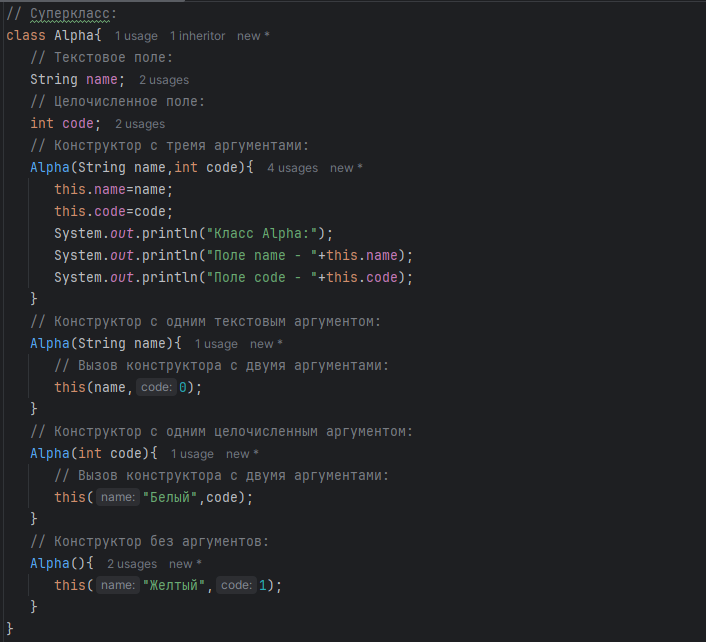 // Суперкласс:
class Alpha{ 1 usage 1 inheritor new *
// Текстовое поле:
String name; 2 usages
// Целочисленное поле:
int code; 2 usages
// Конструктор с тремя аргументами:
Alpha(String name,int code){ 4 usages new *
this.name=name;
this.code=code;
System.out.println("Класс Alpha:");
System.out.println("Поле name - "+this.name);
System.out.println("Поле code - "+this.code);
}
// Конструктор с одним текстовым аргументом:
Alpha(String name){ 1 usage new *
// Вызов конструктора с двумя аргументами:
this(name, code: 0);
}
// Конструктор с одним целочисленным аргументом:
Alpha(int code){ 1 usage new *
// Вызов конструктора с двумя аргументами:
this( name: "Белый",code);
}
// Конструктор без аргументов:
Alpha(){ 2 usages new *
this( name: "Желтый", code: 1);
}
}